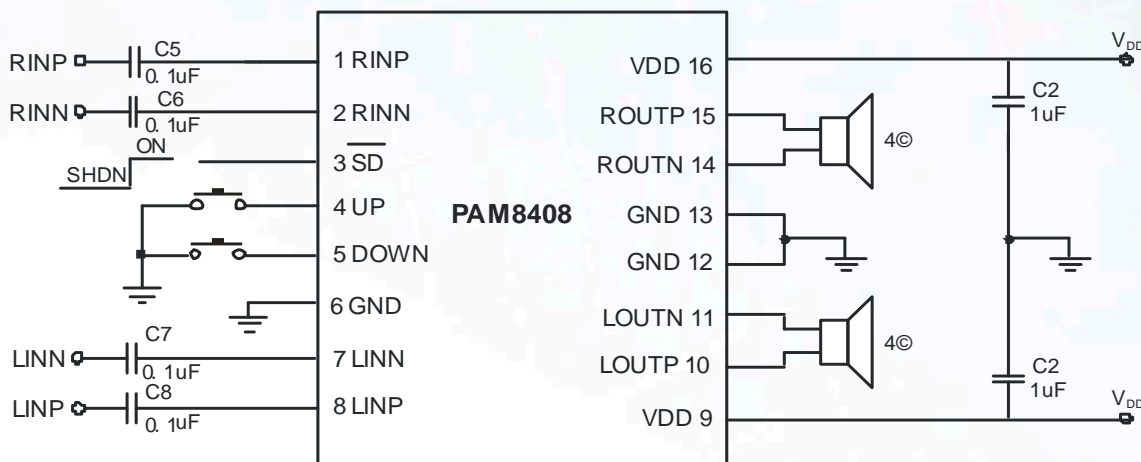 RINP
C5
0. 1uF
1 RINP
RINN
C6
0. 1uF
2 RINN
ON
SHDN
3 SD
4 UP
5 DOWN
6 GND
LINN
C7
0. 1uF
7 LINN
LINP
C8
0. 1uF
8 LINP
PAM8408
VDD 16
ROUTP 15
ROUTN 14
4©
GND 13
GND 12
LOUTN 11
LOUTP 10
4©
VDD 9
VDD
C2
1uF
C2
1uF
VDD